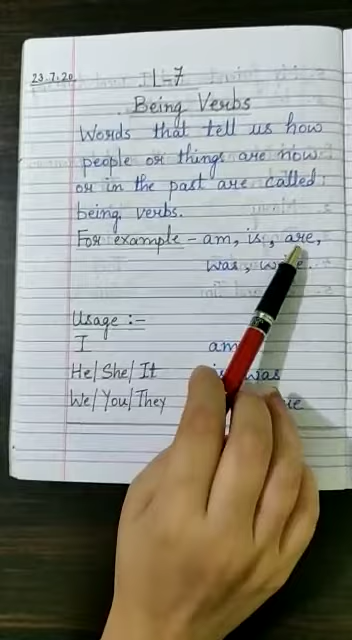 23.7.20 L-7
Being Verbs
Words that tell us how
people or things are now
or in the past are called
being verbs.
For example - am, is, are,
was,
Usage :-
I am
He/She/It is was
We/You/They